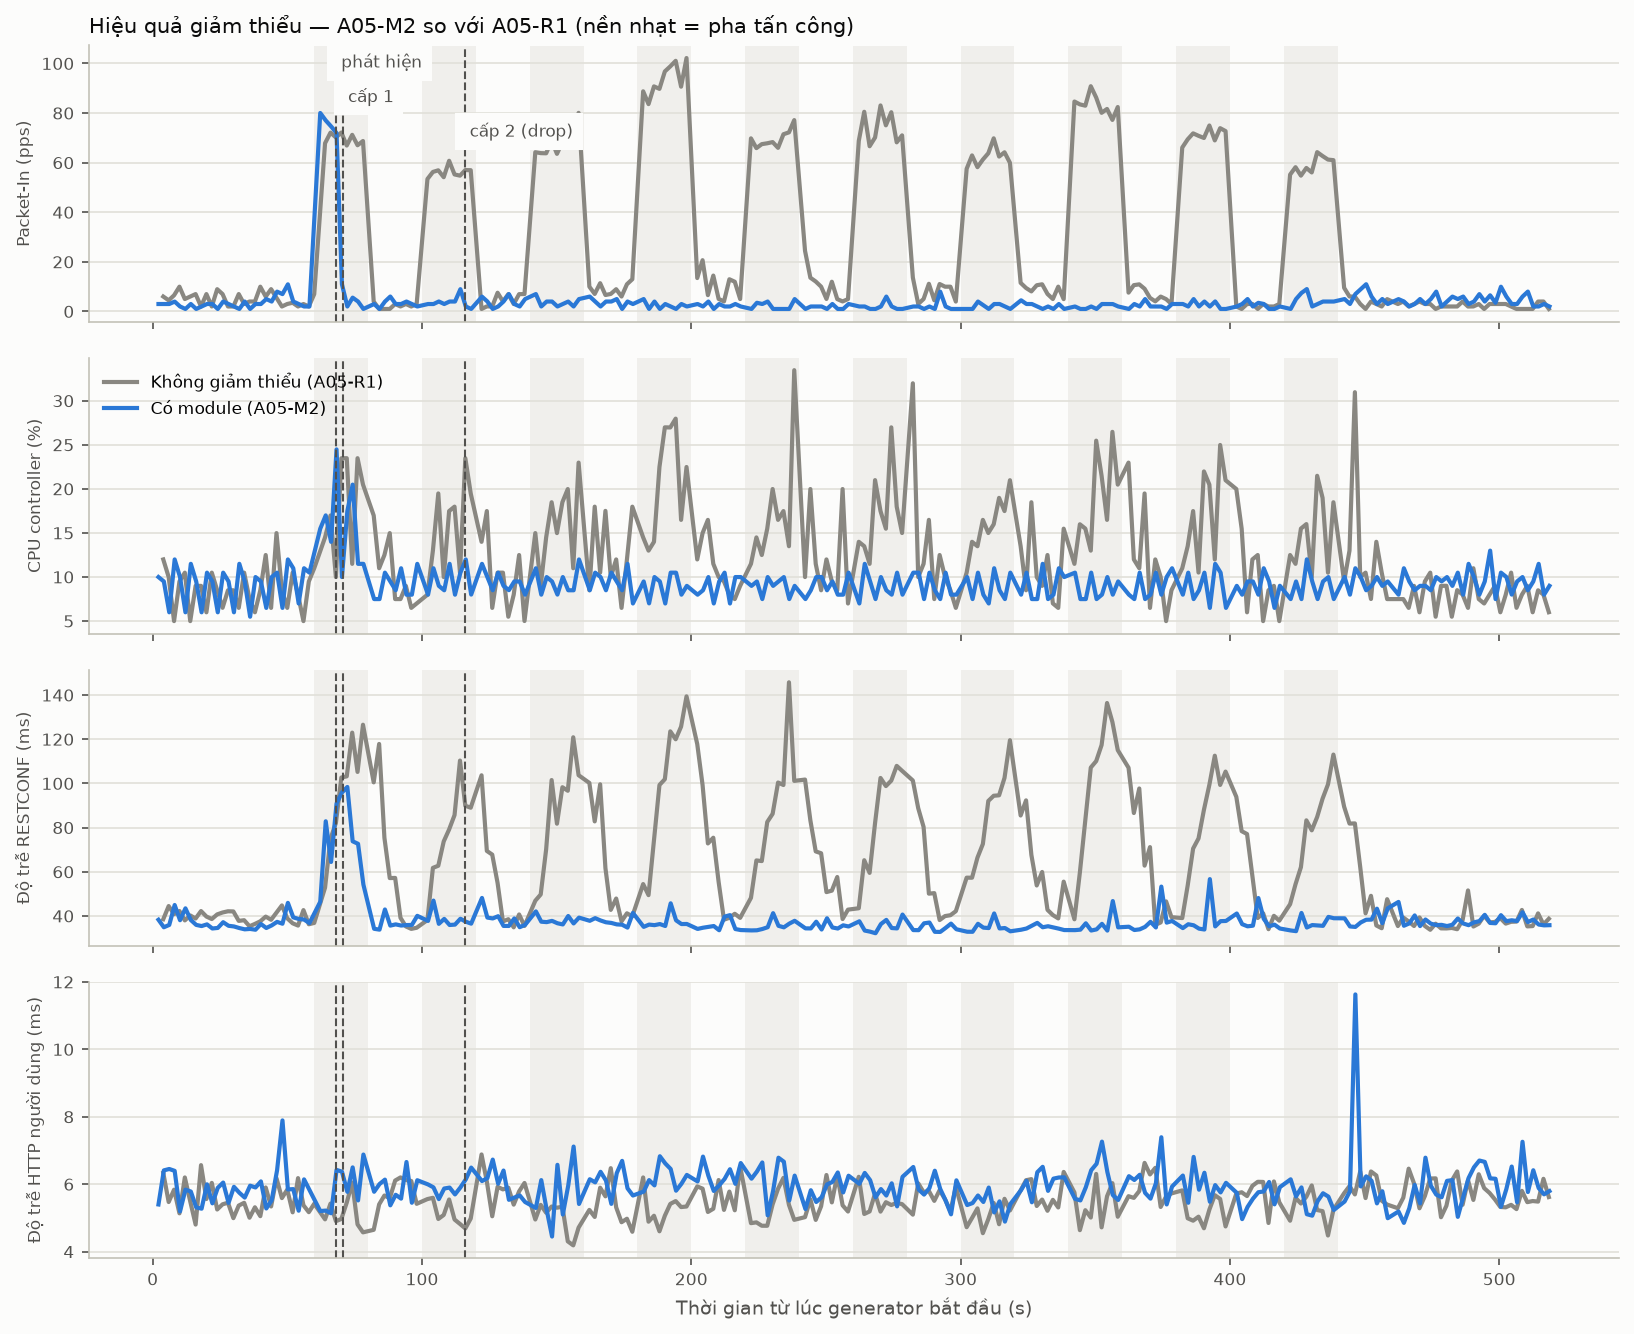 Hiệu quả giảm thiểu — A05-M2 so với A05-R1 (nền nhạt = pha tấn công)
Packet-In (pps)
100
80
60
40
20
0
phát hiện
cấp 1
cấp 2 (drop)
CPU controller (%)
30
25
20
15
10
5
Không giảm thiểu (A05-R1)
Có module (A05-M2)
Độ trễ RESTCONF (ms)
140
120
100
80
60
40
Độ trễ HTTP người dùng (ms)
12
10
8
6
4
0
100
200
300
400
500
Thời gian từ lúc generator bắt đầu (s)